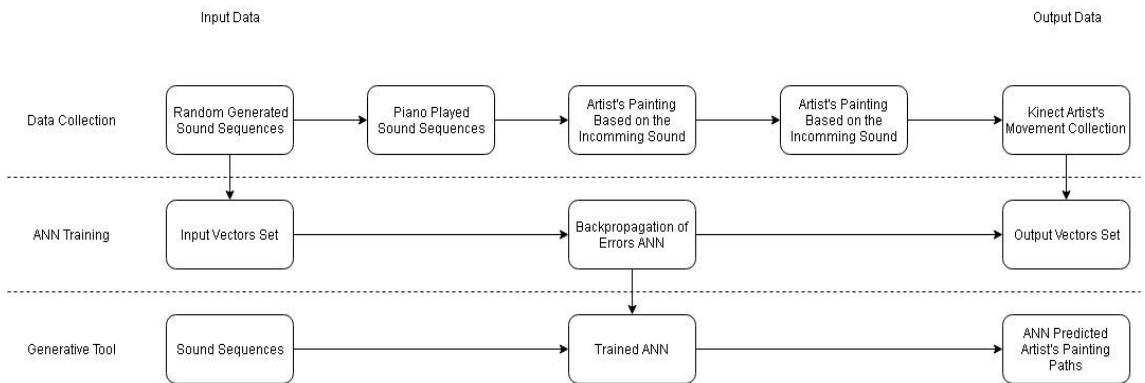 Input Data
Output Data
Data Collection
Random Generated
Sound Sequences
Piano Played
Sound Sequences
Artist's Painting
Based on the
Incomming Sound
Artist's Painting
Based on the
Incomming Sound
Kinect Artist's
Movement Collection
ANN Training
Input Vectors Set
Backpropagation of
Errors ANN
Output Vectors Set
Generative Tool
Sound Sequences
Trained ANN
ANN Predicted
Artist's Painting
Paths